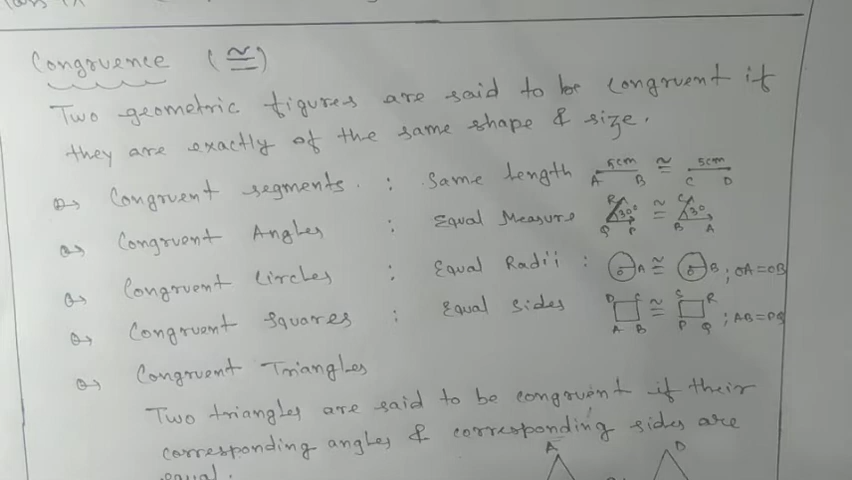 Class IX
Congruence (≅)
Two geometric figures are said to be congruent if
they are exactly of the same shape & size.
Congruent segments : Same length A 5cm B ≅ C 5cm D
Congruent Angles : Equal Measure R Q P 30° ≅ C B A 30°
Congruent Circles : Equal Radii : O A ≅ O B ; OA=OB
Congruent Squares : Equal Sides D C A B ≅ S R P Q ; AB=PQ
Congruent Triangles
Two triangles are said to be congruent if their
corresponding angles & corresponding sides are
equal. A D